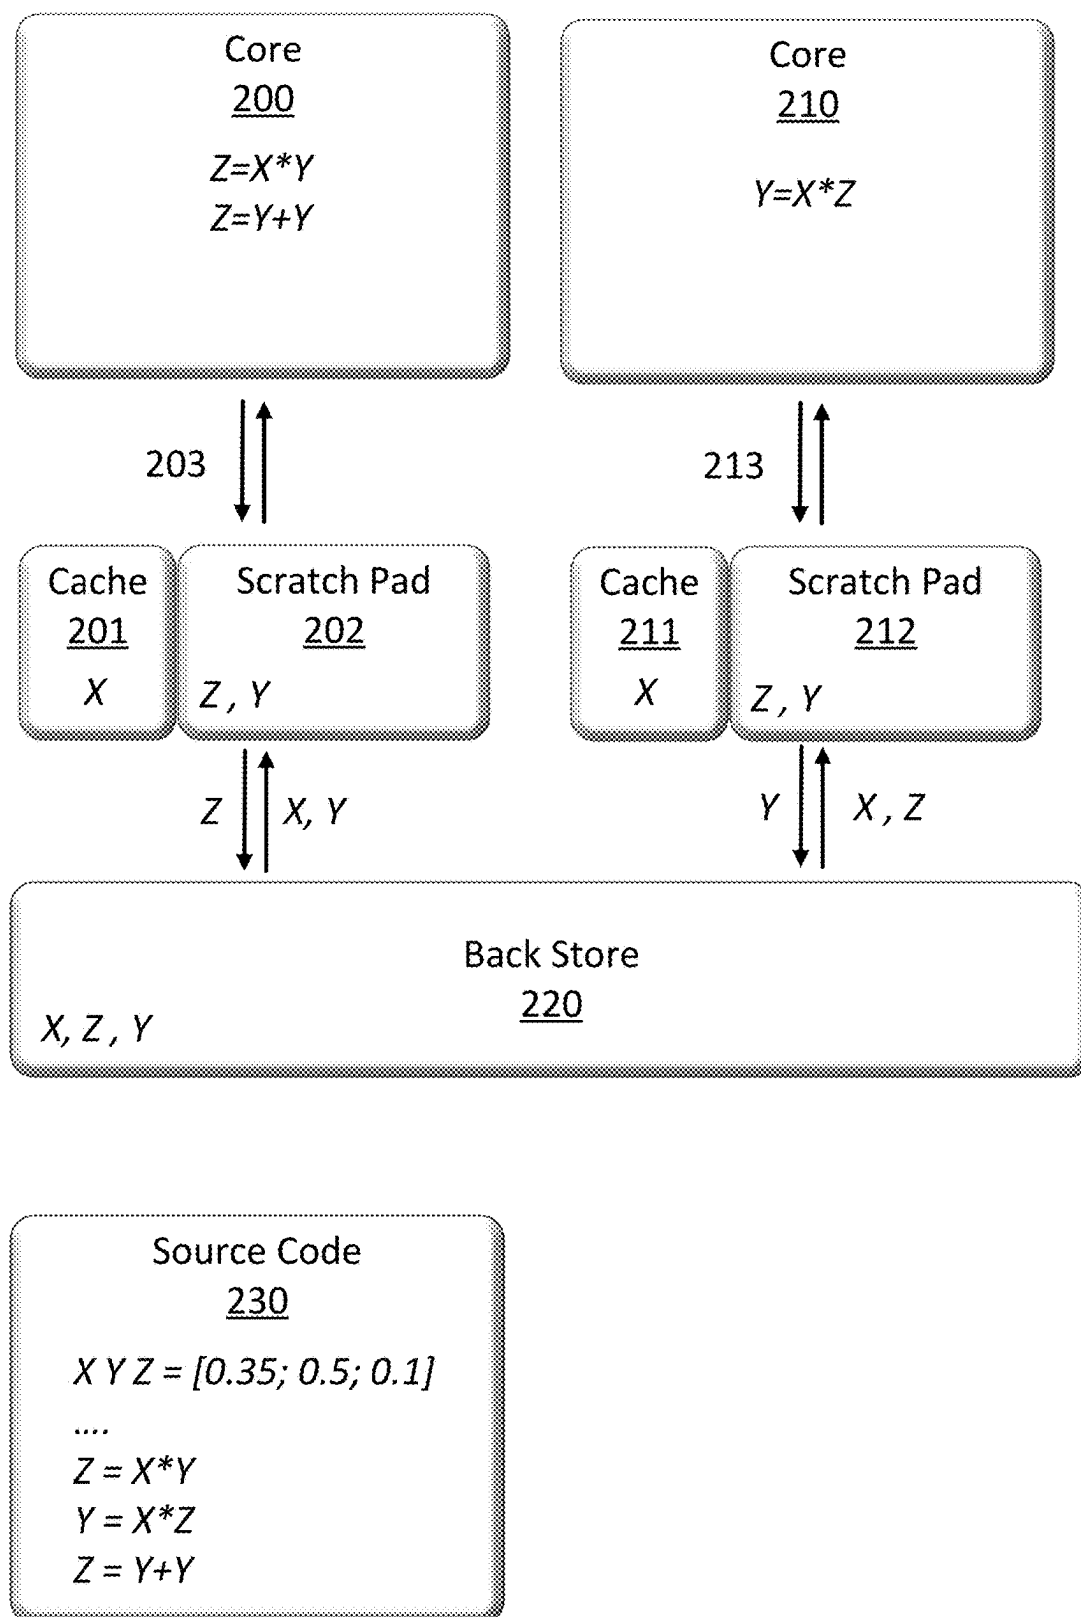 Core
200
Z=X*Y
Z=Y+Y
Core
210
Y=X*Z
203
213
Cache
201
X
Scratch Pad
202
Z , Y
Cache
211
X
Scratch Pad
212
Z , Y
Z
X, Y
Y
X , Z
Back Store
220
X, Z , Y
Source Code
230
X Y Z = [0.35; 0.5; 0.1]
....
Z = X*Y
Y = X*Z
Z = Y+Y